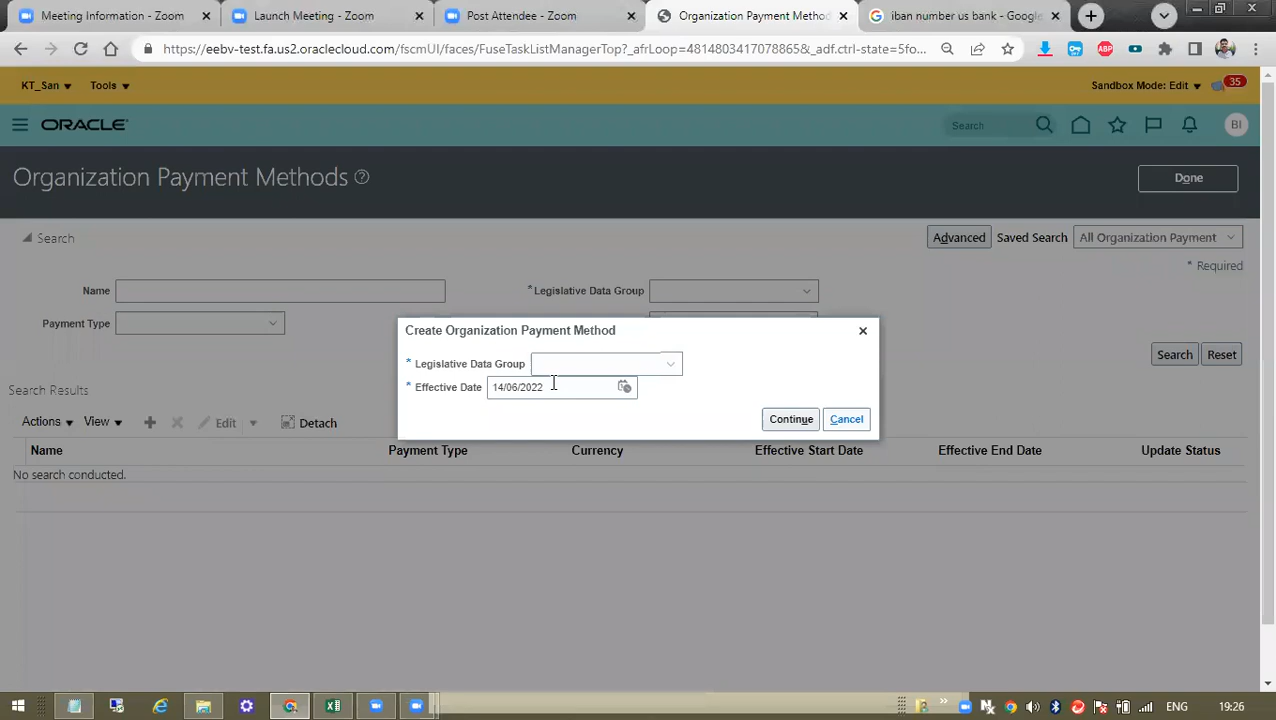 Meeting Information - Zoom
Launch Meeting - Zoom
Post Attendee - Zoom
Organization Payment Method
iban number us bank - Google
https://eebv-test.fa.us2.oraclecloud.com/fscmUI/faces/FuseTaskListManagerTop?_afrLoop=48148034170788​65&_adf.ctrl-state=5fo...
ABP
KT_San
Tools
Sandbox Mode: Edit
35
ORACLE
Search
BI
Organization Payment Methods
Done
Search
Advanced
Saved Search
All Organization Payment
* Required
Name
*Legislative Data Group
Payment Type
Create Organization Payment Method
* Legislative Data Group
* Effective Date 14/06/2022
Continue
Cancel
Search
Reset
Search Results
Actions
View
Edit
Detach
Name
Payment Type
Currency
Effective Start Date
Effective End Date
Update Status
No search conducted.
ENG
19:26